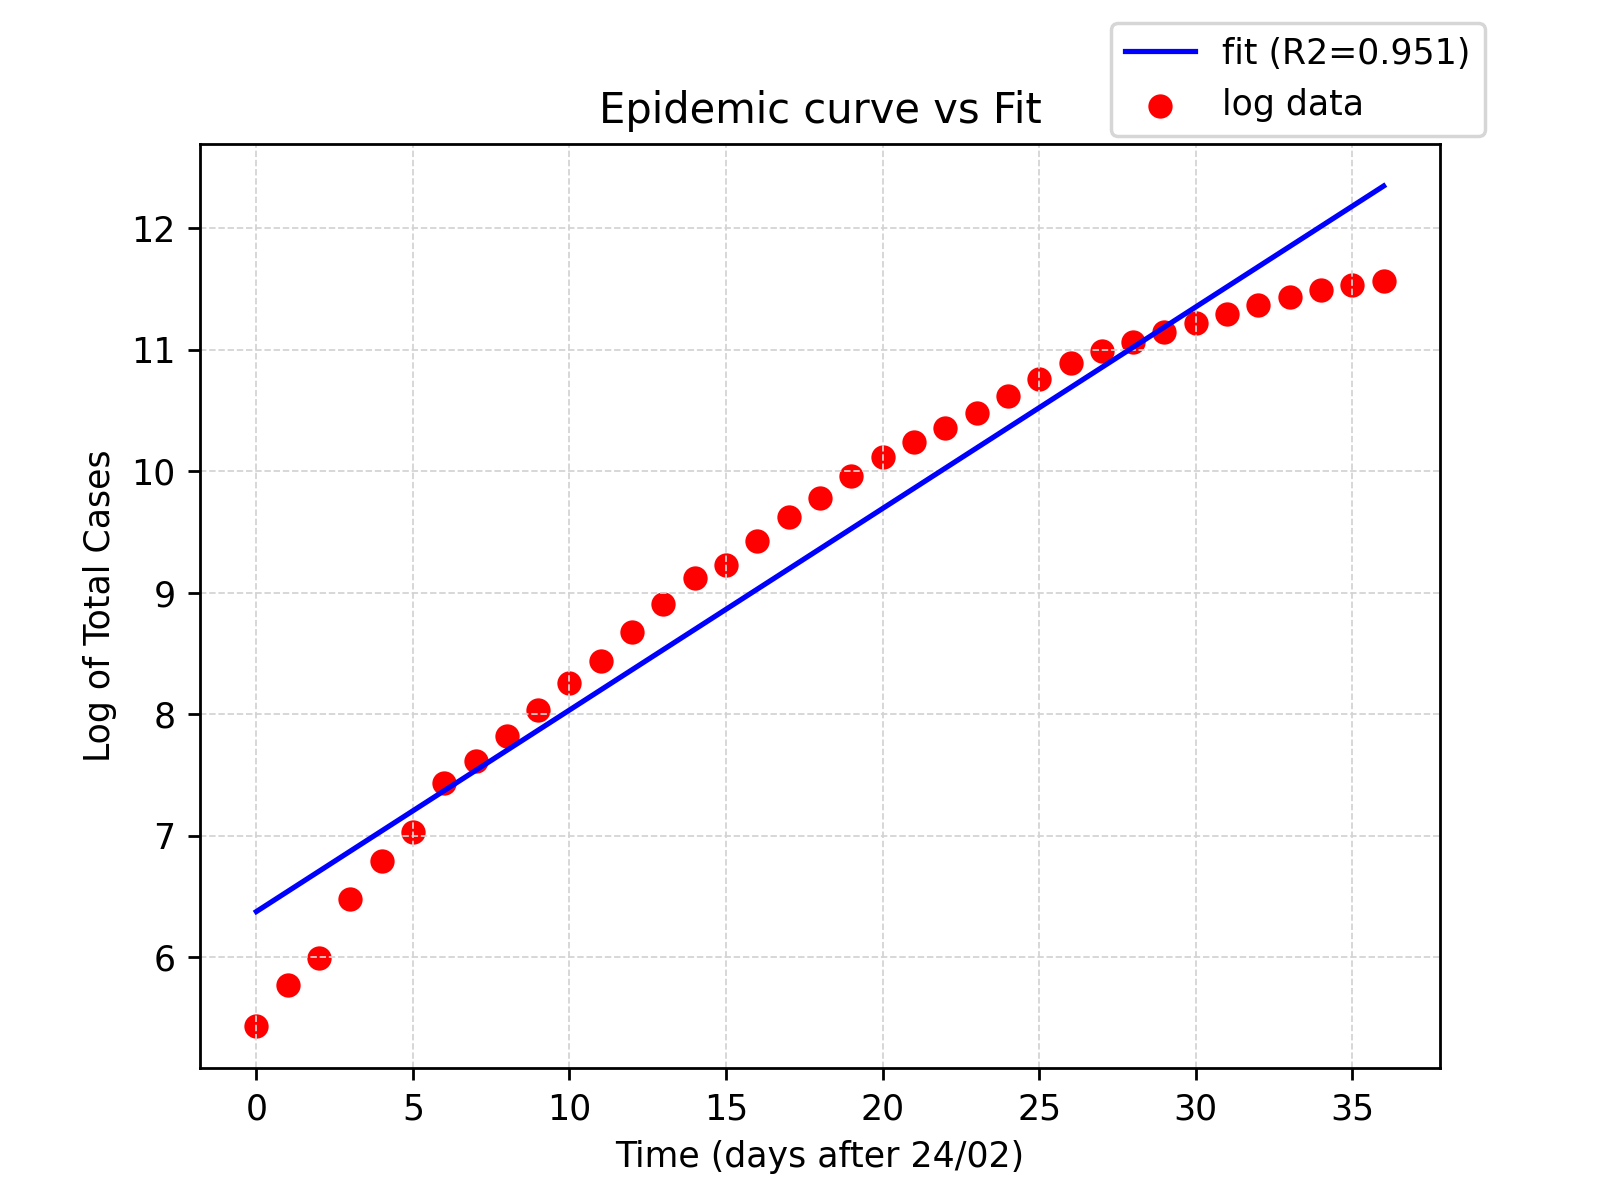 fit (R2=0.951)
log data
Epidemic curve vs Fit
Log of Total Cases
12
11
10
9
8
7
6
0 5 10 15 20 25 30 35
Time (days after 24/02)